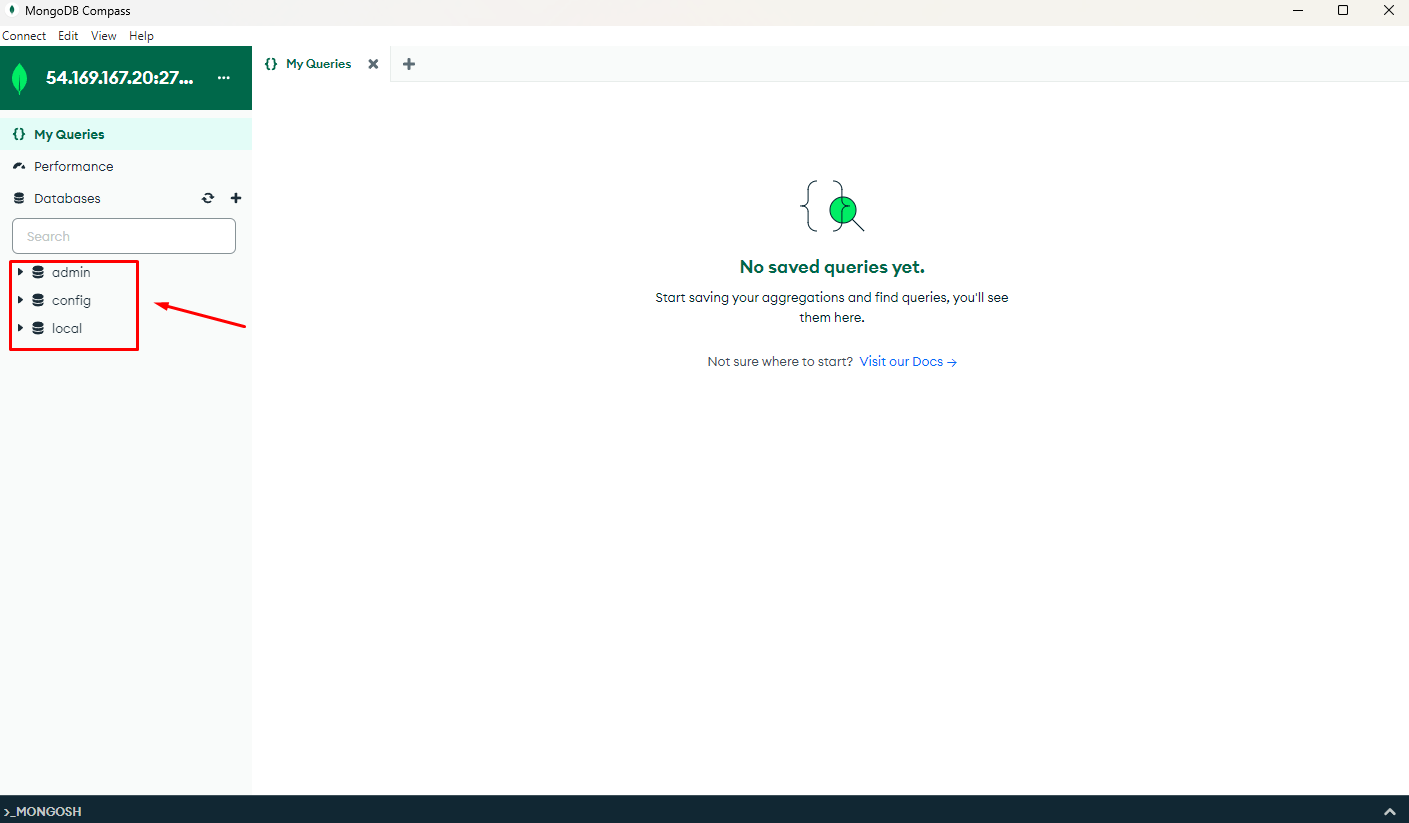 MongoDB Compass
Connect Edit View Help
54.169.167.20:27...
My Queries
My Queries
Performance
Databases
Search
admin
config
local
No saved queries yet.
Start saving your aggregations and find queries, you'll see
them here.
Not sure where to start? Visit our Docs →
>_MONGOSH